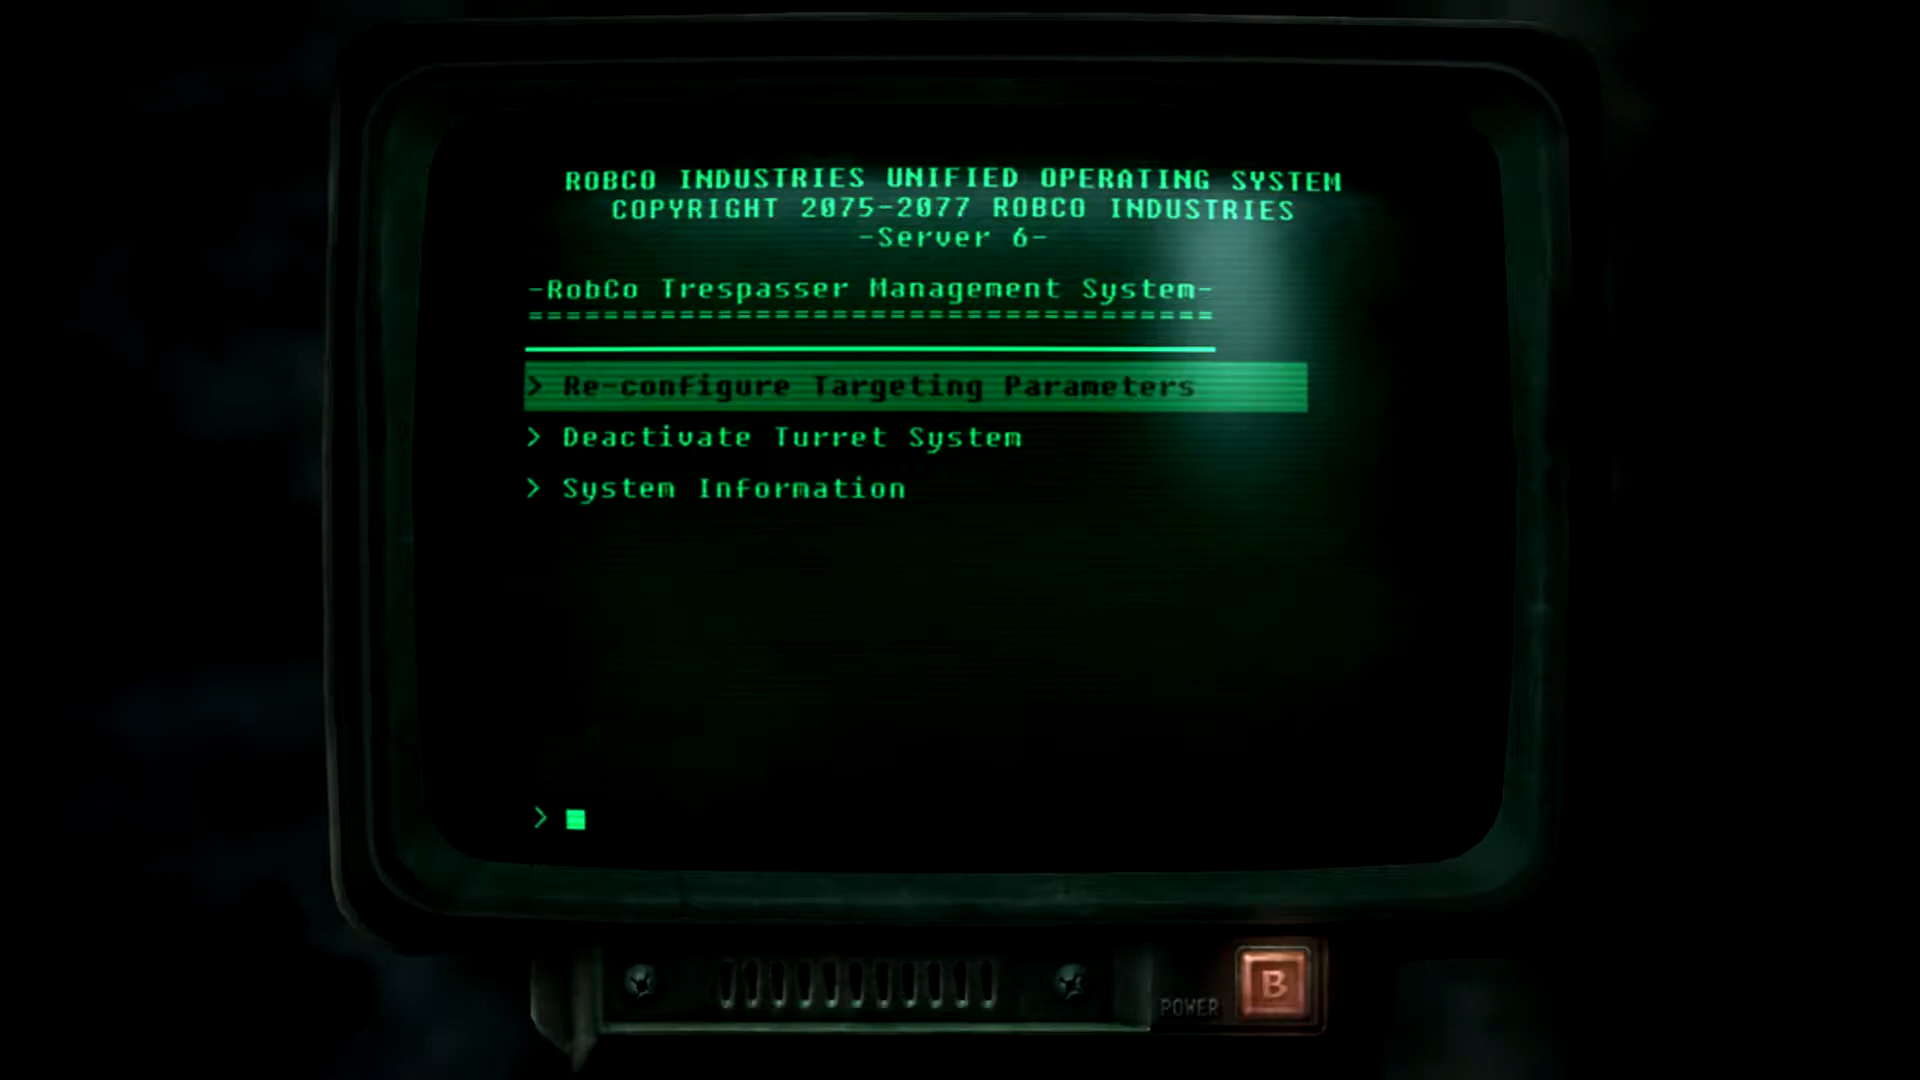 ROBCO INDUSTRIES UNIFIED OPERATING SYSTEM
COPYRIGHT 2075-2077 ROBCO INDUSTRIES
-Server 6-
-RobCo Trespasser Management System-
====================================
> Re-configure Targeting Parameters
> Deactivate Turret System
> System Information
>
POWER
B